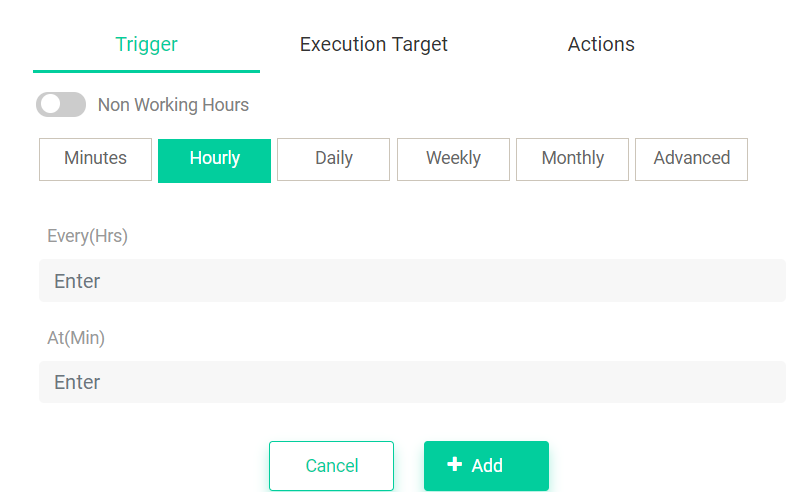 Trigger Execution Target Actions
Non Working Hours
Minutes Hourly Daily Weekly Monthly Advanced
Every(Hrs)
Enter
At(Min)
Enter
Cancel + Add